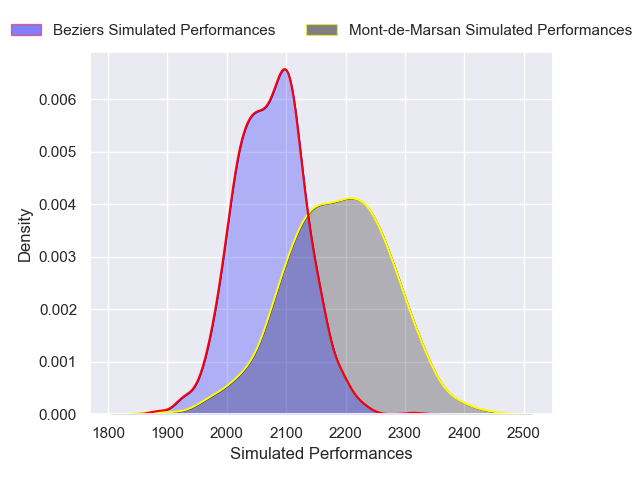 Beziers Simulated Performances Mont-de-Marsan Simulated Performances
0.006
0.005
0.004
0.003
0.002
0.001
0.000
Density
1800 1900 2000 2100 2200 2300 2400 2500
Simulated Performances